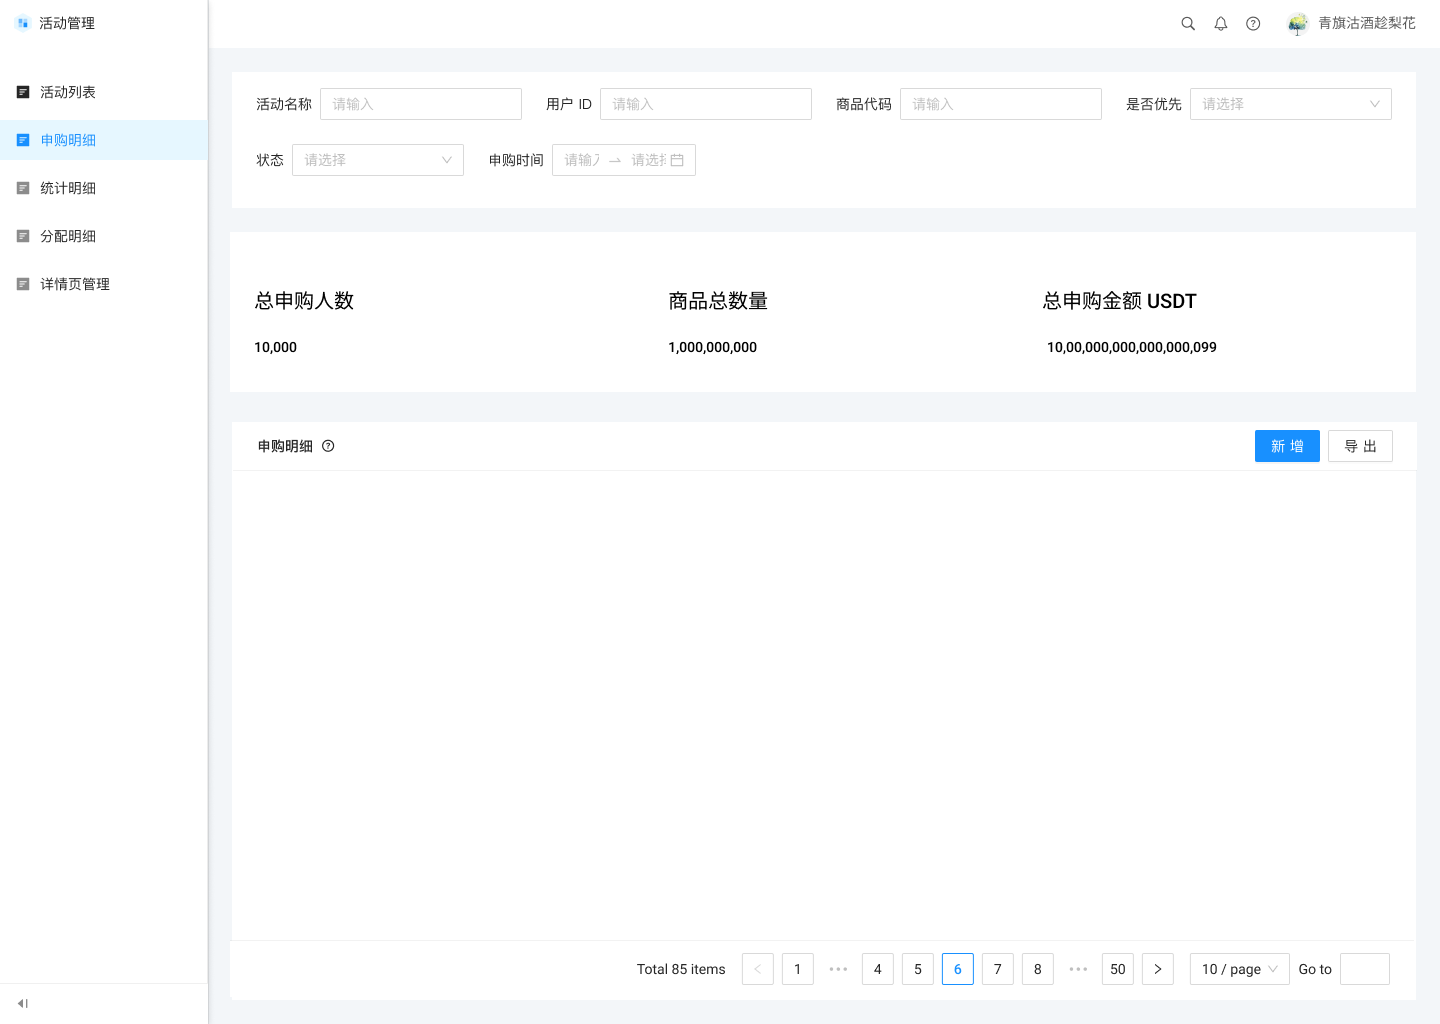 活动管理
青旗沽酒趁梨花
活动列表
申购明细
统计明细
分配明细
详情页管理
活动名称 请输入 用户 ID 请输入 商品代码 请输入 是否优先 请选择
状态 请选择 申购时间 请输入 请选择
总申购人数 商品总数量 总申购金额 USDT
10,000 1,000,000,000 10,00,000,000,000,000,099
申购明细 新 增 导 出
Total 85 items 1 ••• 4 5 6 7 8 ••• 50 10 / page Go to